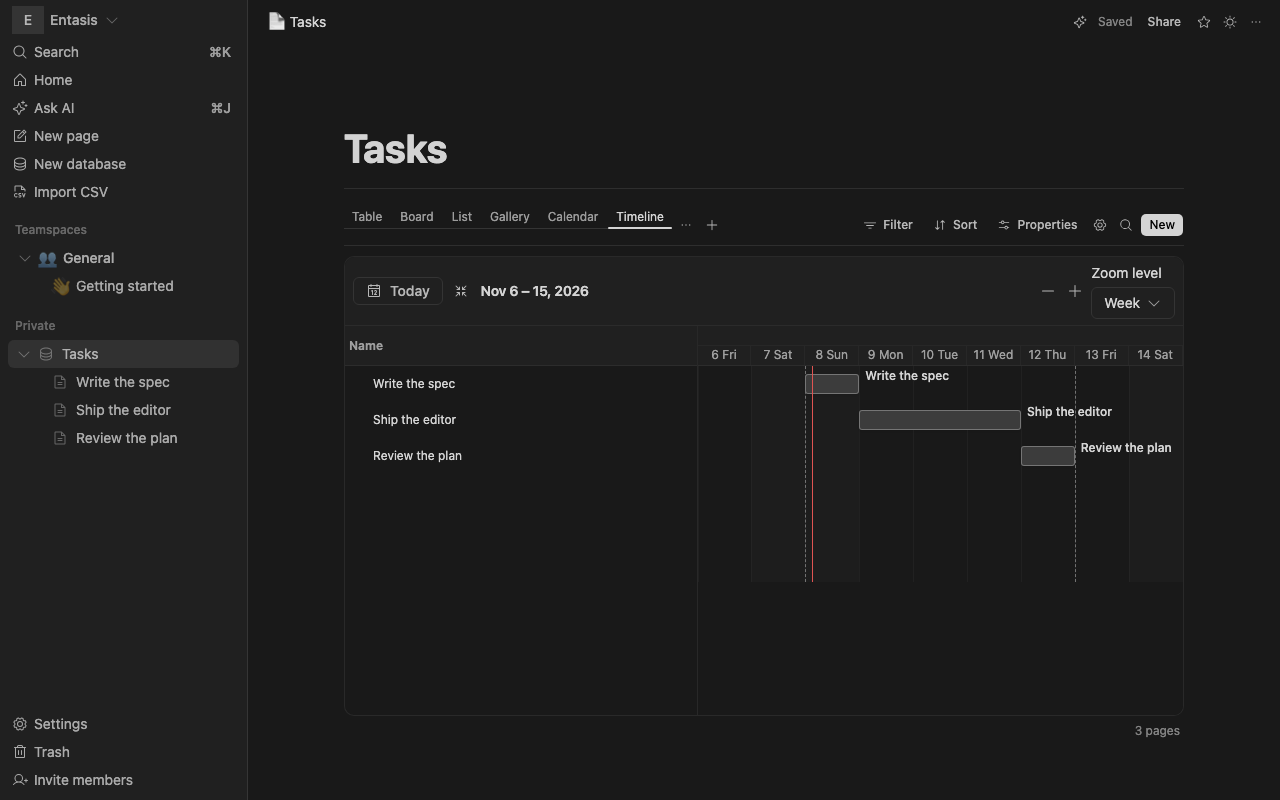 E Entasis
Search ⌘K
Home
Ask AI ⌘J
New page
New database
Import CSV
Teamspaces
General
Getting started
Private
Tasks
Write the spec
Ship the editor
Review the plan
Settings
Trash
Invite members
Tasks
Saved Share
Tasks
Table Board List Gallery Calendar Timeline
Filter Sort Properties New
Today Nov 6 – 15, 2026
Zoom level
Week
Name
6 Fri 7 Sat 8 Sun 9 Mon 10 Tue 11 Wed 12 Thu 13 Fri 14 Sat
Write the spec Write the spec
Ship the editor Ship the editor
Review the plan Review the plan
3 pages